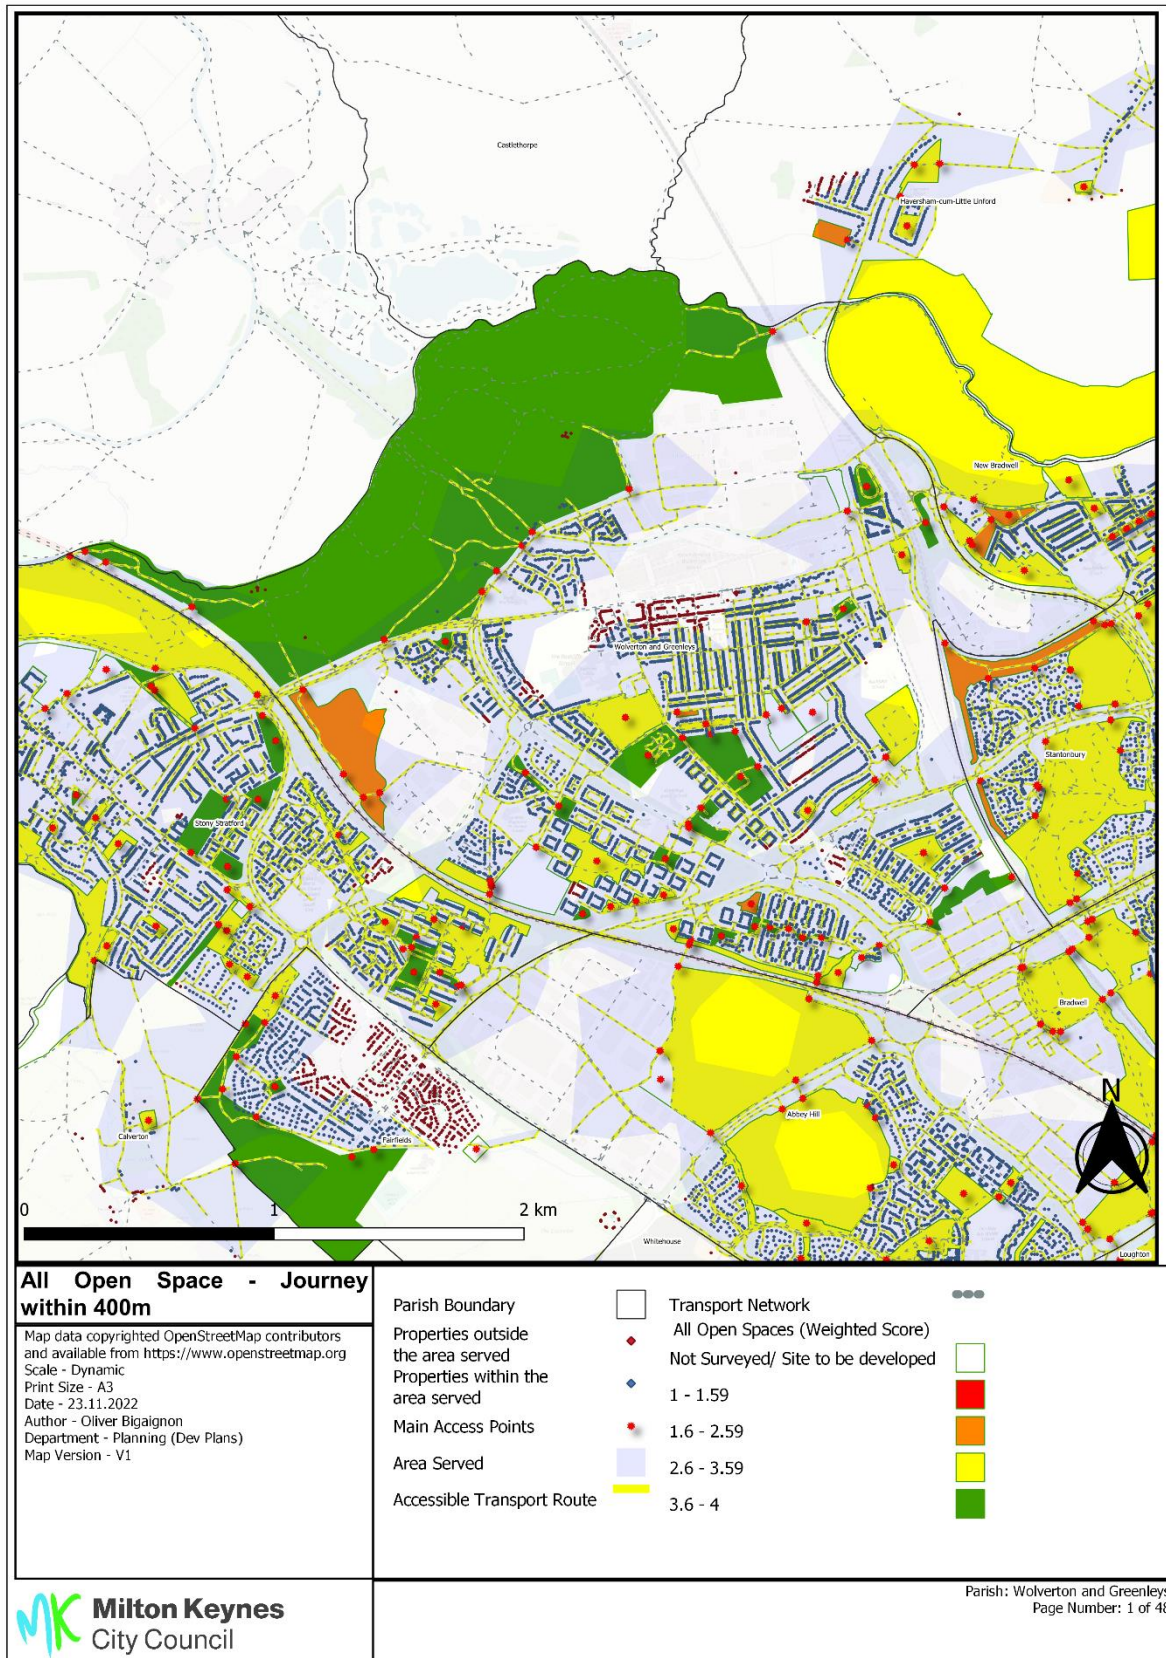 Castlethorpe
Haversham-cum-Little Linford
New Bradwell
Wolverton and Greenleys
Stantonbury
Stony Stratford
Bradwell
N
Abbey Hill
Calverton
Fairfields
0 1 2 km
Whitehouse
Loughton
All Open Space - Journey
within 400m
Map data copyrighted OpenStreetMap contributors
and available from https://www.openstreetmap.org
Scale - Dynamic
Print Size - A3
Date - 23.11.2022
Author - Oliver Bigaignon
Department - Planning (Dev Plans)
Map Version - V1
Parish Boundary
Properties outside
the area served
Properties within the
area served
Main Access Points
Area Served
Accessible Transport Route
Transport Network
All Open Spaces (Weighted Score)
Not Surveyed/ Site to be developed
1 - 1.59
1.6 - 2.59
2.6 - 3.59
3.6 - 4
MK Milton Keynes
City Council
Parish: Wolverton and Greenleys
Page Number: 1 of 48